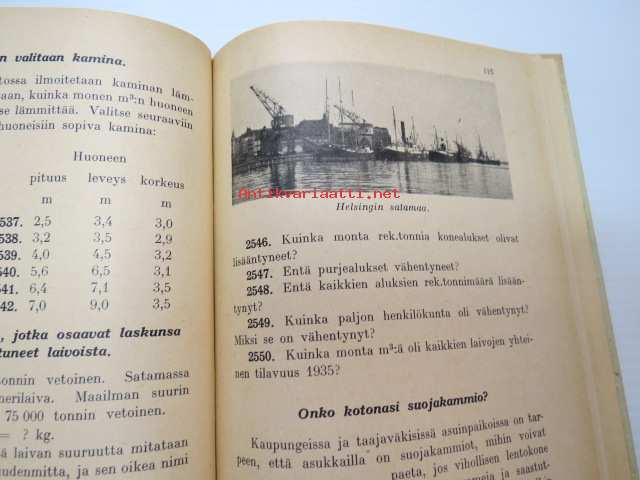 n valitaan kamina.
tossa ilmoitetaan kaminan läm-
aan, kuinka monen m³:n huoneen
se lämmittää. Valitse seuraaviin
huoneisiin sopiva kamina:
Huoneen
pituus leveys korkeus
m m m
537. 2,5 3,4 3,0
538. 3,2 3,5 2,9
539. 4,0 4,5 3,2
540. 5,6 6,5 3,1
541. 6,4 7,1 3,5
42. 7,0 9,0 3,5
, jotka osaavat laskunsa
tuneet laivoista.
tonnin vetoinen. Satamassa
nerilaiva. Maailman suurin
75 000 tonnin vetoinen.
= ? kg.
ä laivan suuruutta mitataan
udenmitta, ja sen oikea nimi
115
Antikvariaatti.net
Helsingin satamaa.
2546. Kuinka monta rek.tonnia konealukset olivat
lisääntyneet?
2547. Entä purjealukset vähentyneet?
2548. Entä kaikkien alusten rek.tonnimäärä lisään-
tynyt?
2549. Kuinka paljon henkilökunta oli vähentynyt?
Miksi se on vähentynyt?
2550. Kuinka monta m³:ä oli kaikkien laivojen yhtei-
nen tilavuus 1935?
Onko kotonasi suojakammio?
Kaupungeissa ja taajaväkisissä asuinpaikoissa on tar-
peen, että asukkailla on suojakammiot, mihin voivat
paeta, jos vihollisen lentokone